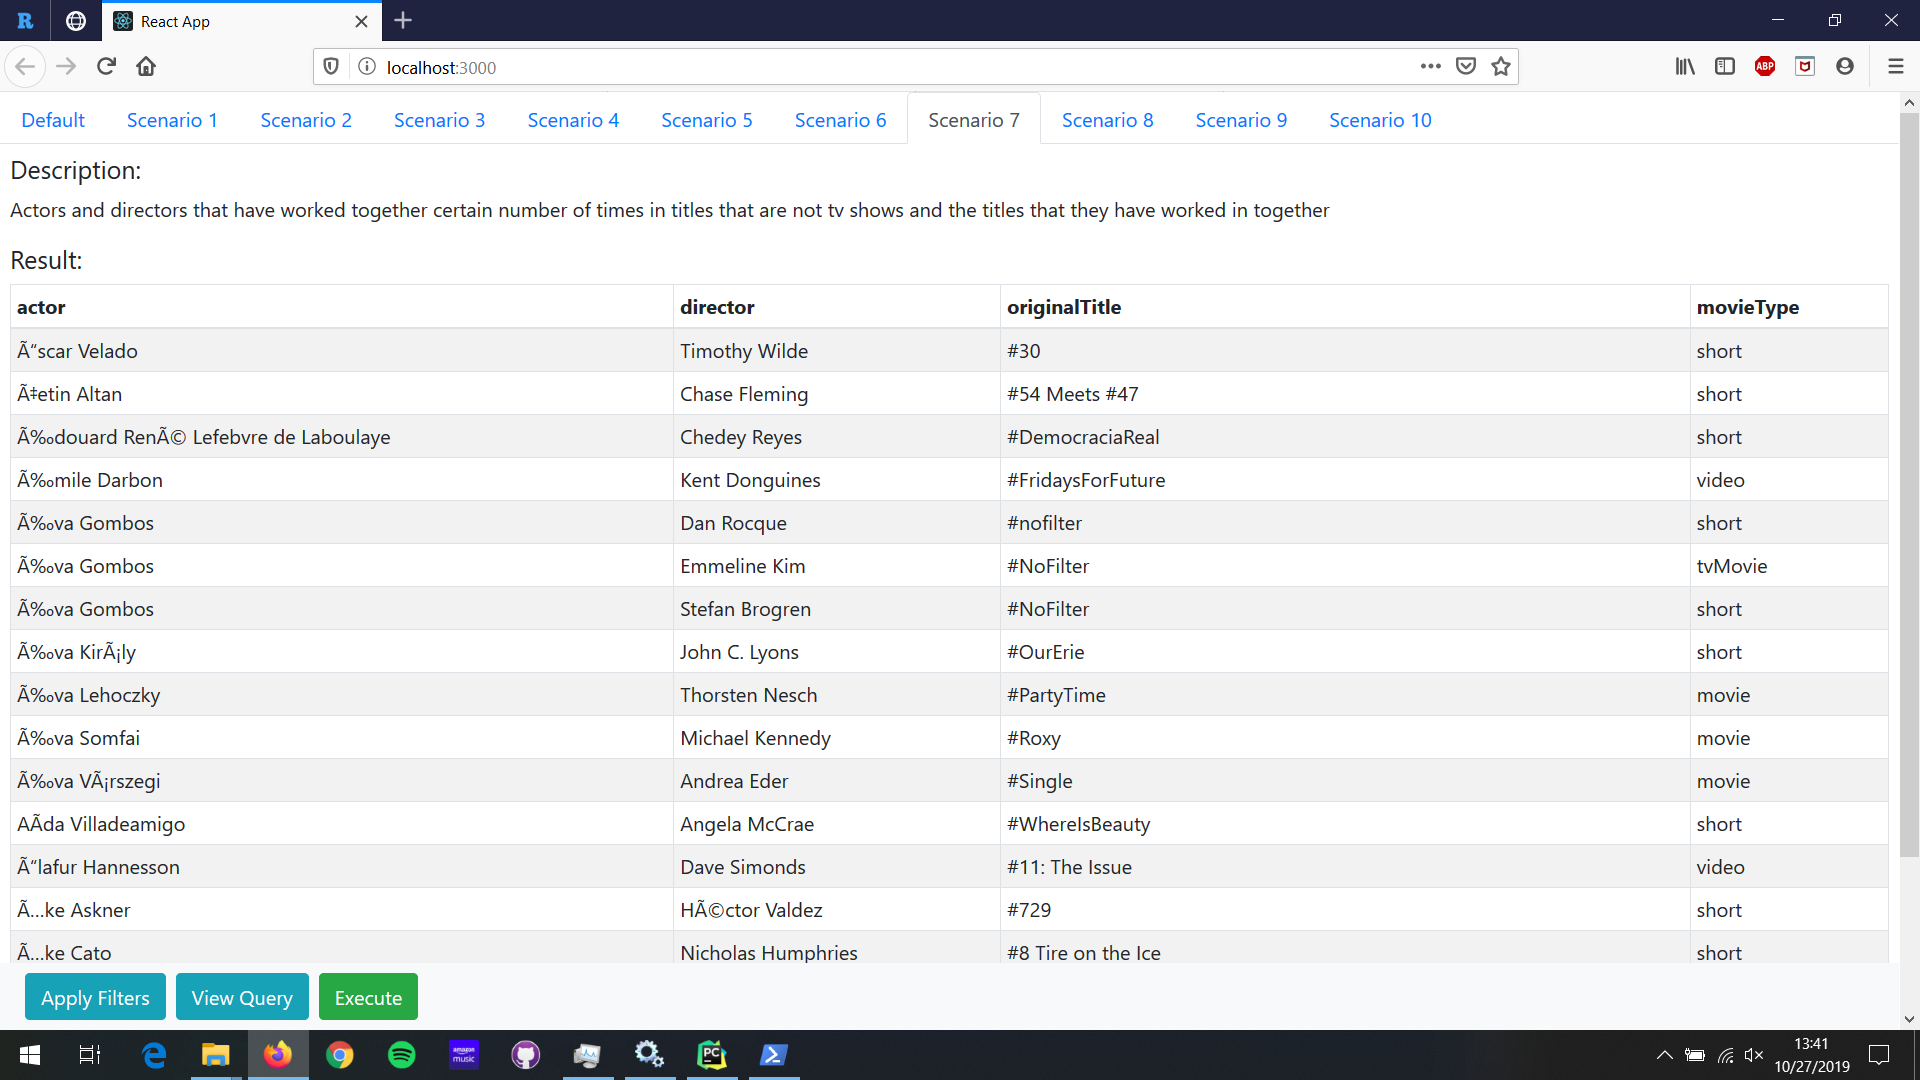 R React App
localhost:3000 ABP
Default Scenario 1 Scenario 2 Scenario 3 Scenario 4 Scenario 5 Scenario 6 Scenario 7 Scenario 8 Scenario 9 Scenario 10
Description:
Actors and directors that have worked together certain number of times in titles that are not tv shows and the titles that they have worked in together
Result:
actor director originalTitle movieType
Ã“scar Velado Timothy Wilde #30 short
Ã‡etin Altan Chase Fleming #54 Meets #47 short
Ã‰douard RenÃ© Lefebvre de Laboulaye Chedey Reyes #DemocraciaReal short
Ã‰mile Darbon Kent Donguines #FridaysForFuture video
Ã‰va Gombos Dan Rocque #nofilter short
Ã‰va Gombos Emmeline Kim #NoFilter tvMovie
Ã‰va Gombos Stefan Brogren #NoFilter short
Ã‰va KirÃ¡ly John C. Lyons #OurErie short
Ã‰va Lehoczky Thorsten Nesch #PartyTime movie
Ã‰va Somfai Michael Kennedy #Roxy movie
Ã‰va VÃ¡rszegi Andrea Eder #Single movie
AÃda Villadeamigo Angela McCrae #WhereIsBeauty short
Ã“lafur Hannesson Dave Simonds #11: The Issue video
Ã…ke Askner HÃ©ctor Valdez #729 short
Ã…ke Cato Nicholas Humphries #8 Tire on the Ice short
Apply Filters View Query Execute
amazon music PC 13:41
10/27/2019